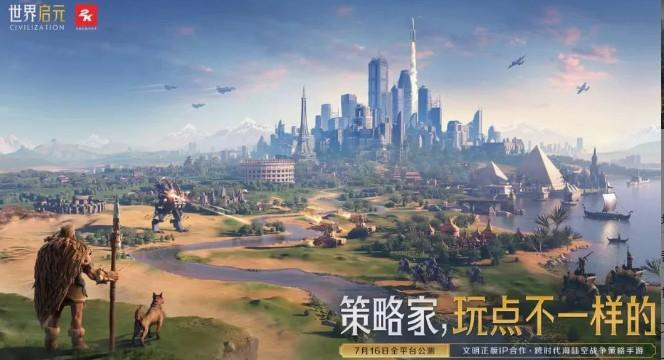 世界启元
CIVILIZATION
2K
策略家,玩点不一样的
7月16日全平台公测
文明正版IP合作·跨时代海陆空战争策略手游